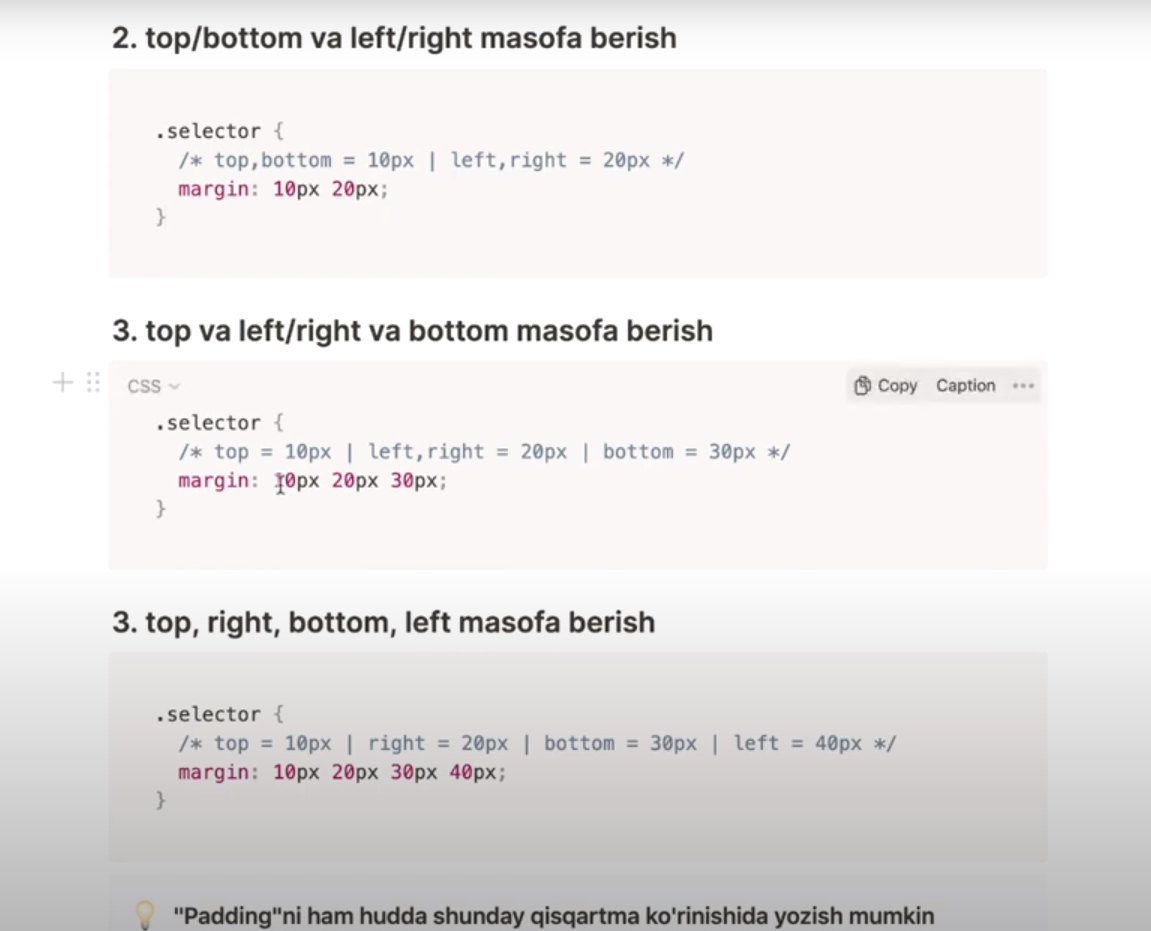 2. top/bottom va left/right masofa berish
.selector {
/* top,bottom = 10px | left,right = 20px */
margin: 10px 20px;
}
3. top va left/right va bottom masofa berish
CSS
Copy Caption ...
.selector {
/* top = 10px | left,right = 20px | bottom = 30px */
margin: 10px 20px 30px;
}
3. top, right, bottom, left masofa berish
.selector {
/* top = 10px | right = 20px | bottom = 30px | left = 40px */
margin: 10px 20px 30px 40px;
}
"Padding"ni ham hudda shunday qisqartma ko'rinishida yozish mumkin